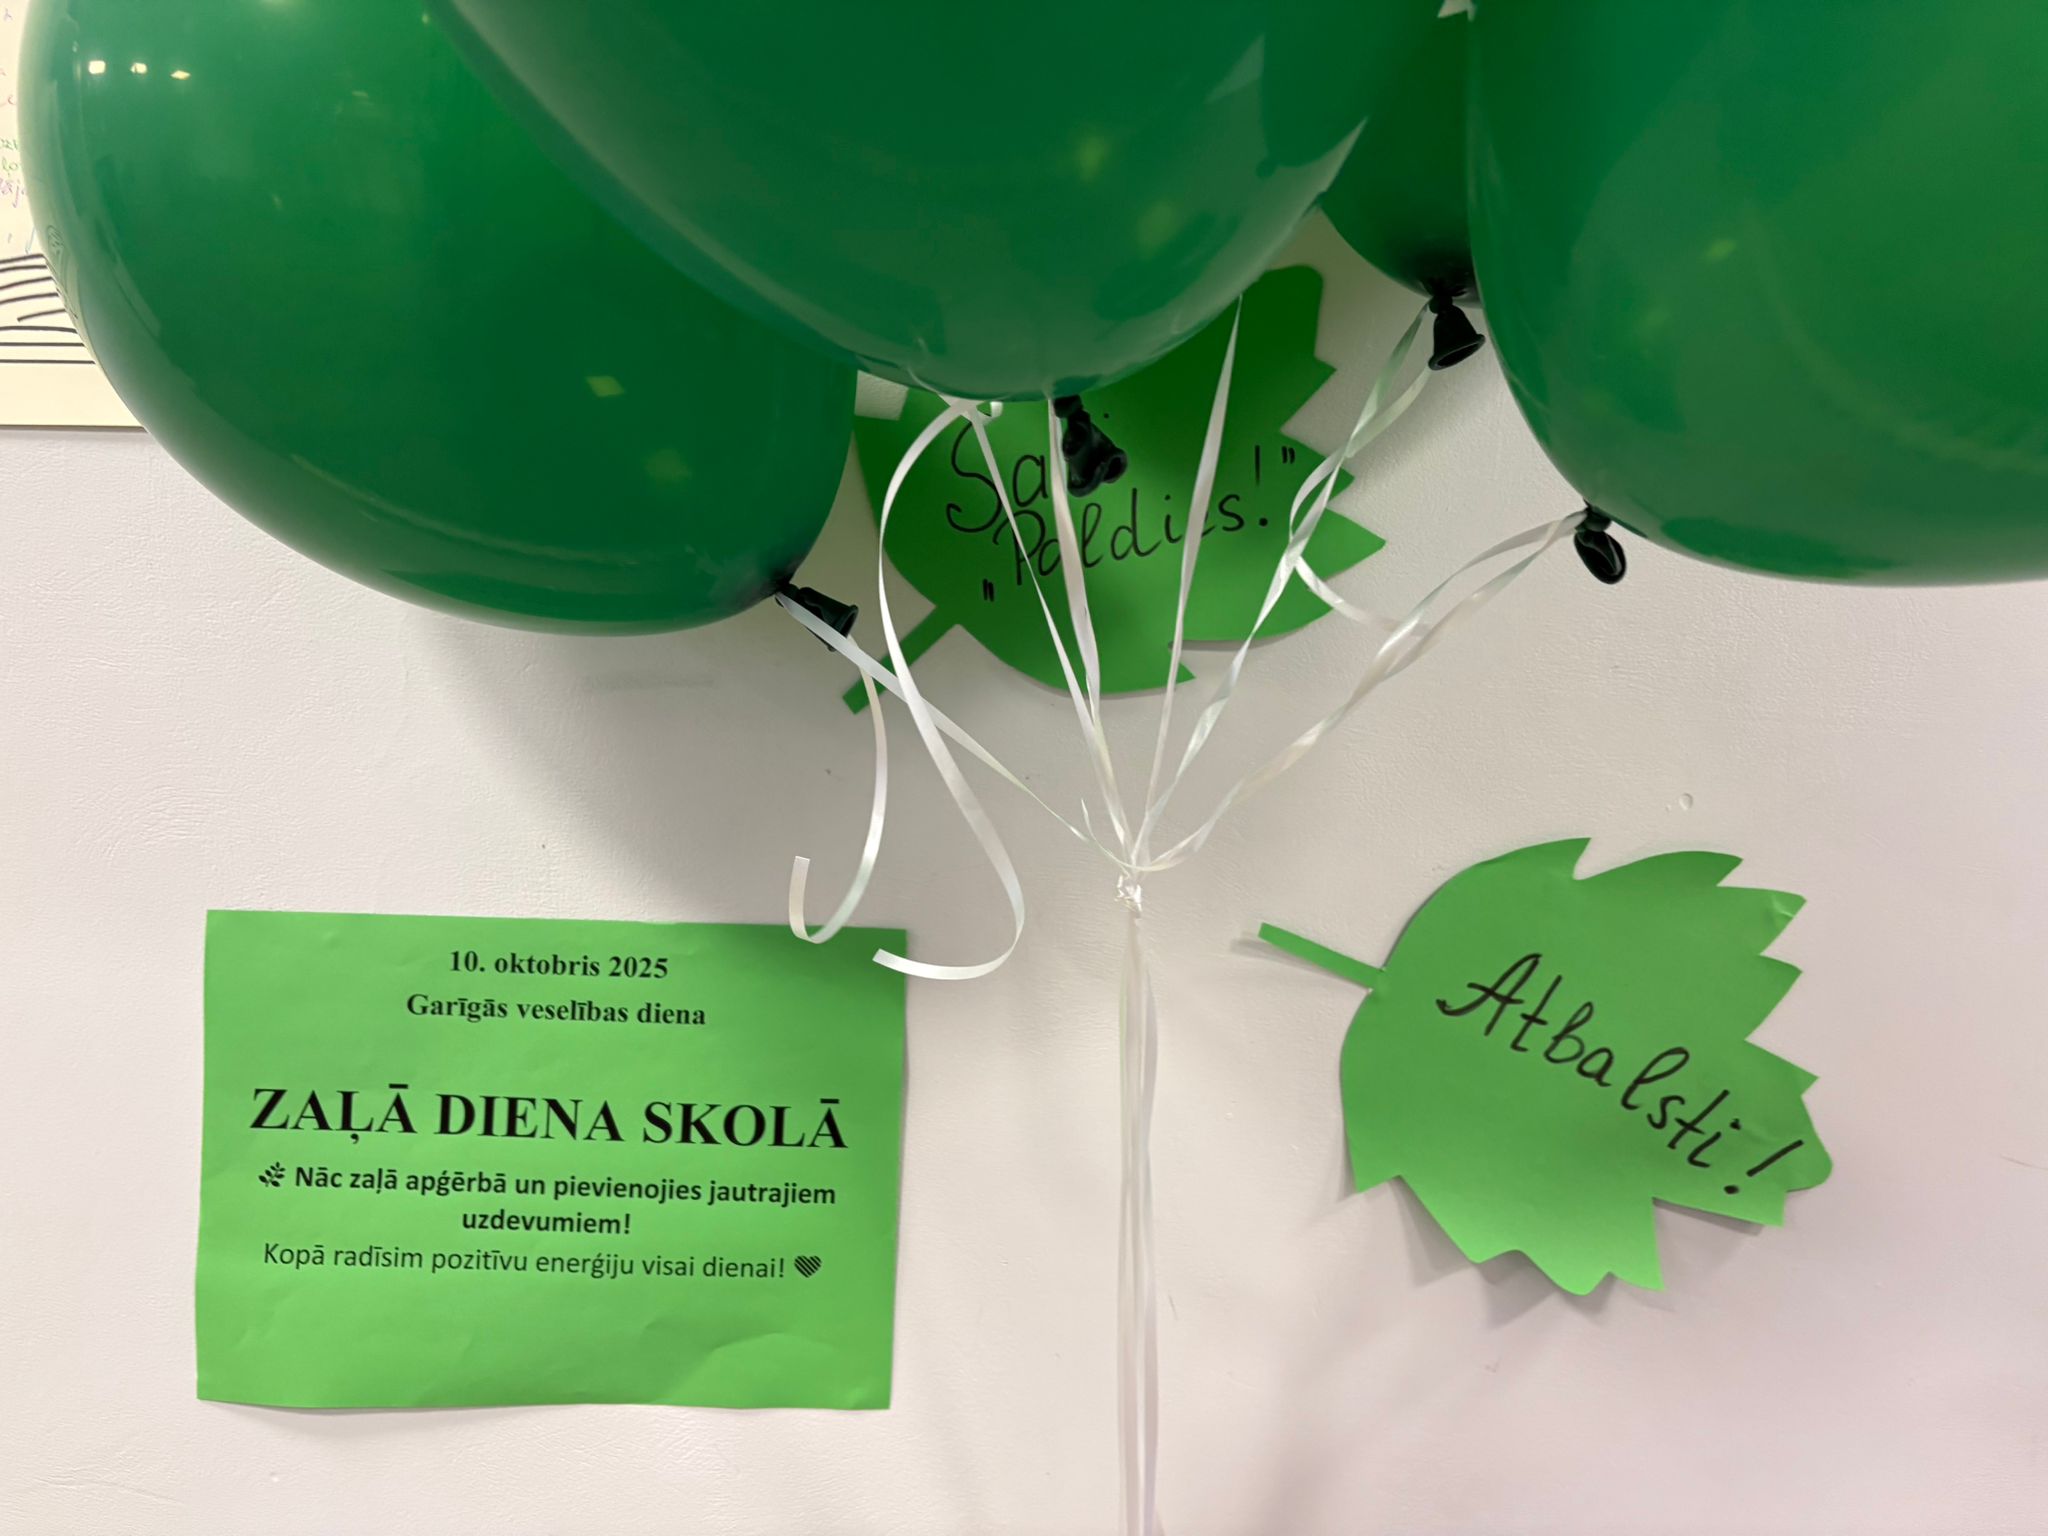 „Paldies!"
10. oktobris 2025
Garīgās veselības diena
ZAĻĀ DIENA SKOLĀ
Nāc zaļā apģērbā un pievienojies jautrajiem
uzdevumiem!
Kopā radīsim pozitīvu enerģiju visai dienai!
Atbalsti!